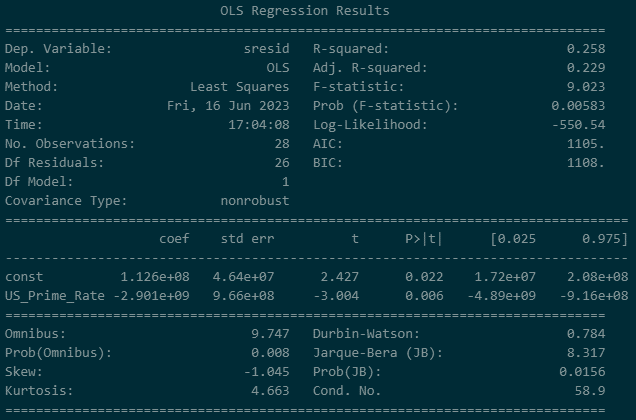 OLS Regression Results
==============================================================================
Dep. Variable: sresid R-squared: 0.258
Model: OLS Adj. R-squared: 0.229
Method: Least Squares F-statistic: 9.023
Date: Fri, 16 Jun 2023 Prob (F-statistic): 0.00583
Time: 17:04:08 Log-Likelihood: -550.54
No. Observations: 28 AIC: 1105.
Df Residuals: 26 BIC: 1108.
Df Model: 1
Covariance Type: nonrobust
=================================================================================
coef std err t P>|t| [0.025 0.975]
---------------------------------------------------------------------------------
const 1.126e+08 4.64e+07 2.427 0.022 1.72e+07 2.08e+08
US_Prime_Rate -2.901e+09 9.66e+08 -3.004 0.006 -4.89e+09 -9.16e+08
==============================================================================
Omnibus: 9.747 Durbin-Watson: 0.784
Prob(Omnibus): 0.008 Jarque-Bera (JB): 8.317
Skew: -1.045 Prob(JB): 0.0156
Kurtosis: 4.663 Cond. No. 58.9
==============================================================================